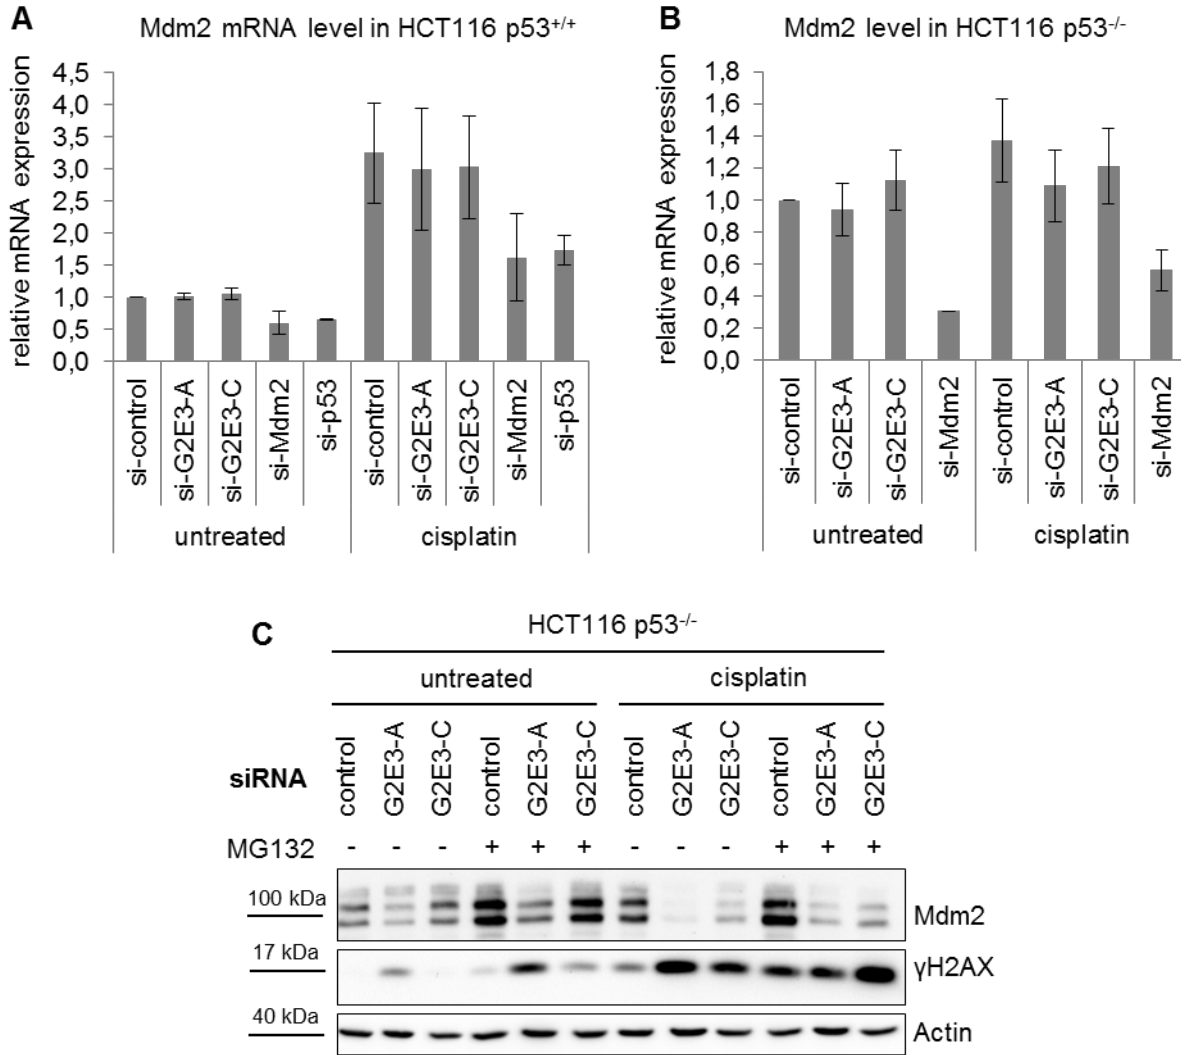 A
Mdm2 mRNA level in HCT116 p53+/+
relative mRNA expression
4,5
4,0
3,5
3,0
2,5
2,0
1,5
1,0
0,5
0,0
si-control
si-G2E3-A
si-G2E3-C
si-Mdm2
si-p53
si-control
si-G2E3-A
si-G2E3-C
si-Mdm2
si-p53
untreated cisplatin
B
Mdm2 level in HCT116 p53-/-
relative mRNA expression
1,8
1,6
1,4
1,2
1,0
0,8
0,6
0,4
0,2
0,0
si-control
si-G2E3-A
si-G2E3-C
si-Mdm2
si-control
si-G2E3-A
si-G2E3-C
si-Mdm2
untreated cisplatin
C
HCT116 p53-/-
untreated cisplatin
siRNA
control
G2E3-A
G2E3-C
control
G2E3-A
G2E3-C
control
G2E3-A
G2E3-C
control
G2E3-A
G2E3-C
MG132 - - - + + + - - - + + +
100 kDa Mdm2
17 kDa γH2AX
40 kDa Actin